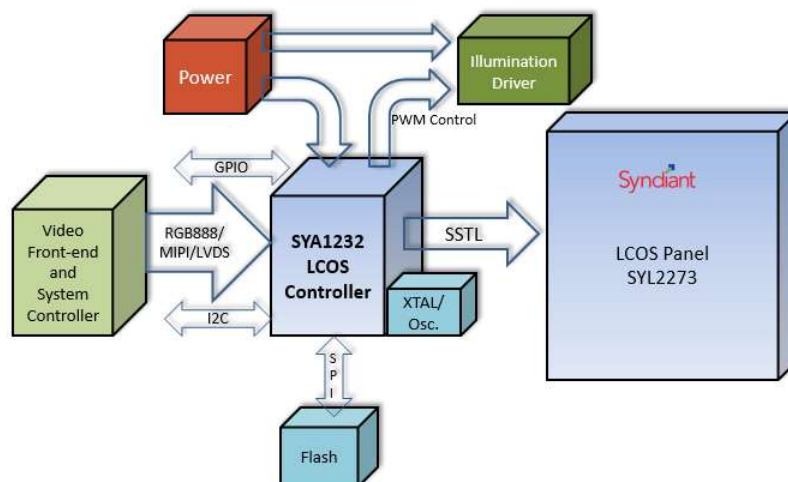 Power
Illumination
Driver
PWM Control
GPIO
Syndiant
Video
Front-end
and
System
Controller
RGB888/
MIPI/LVDS
SYA1232
LCOS
Controller
SSTL
LCOS Panel
SYL2273
XTAL/
Osc.
I2C
S
P
I
Flash